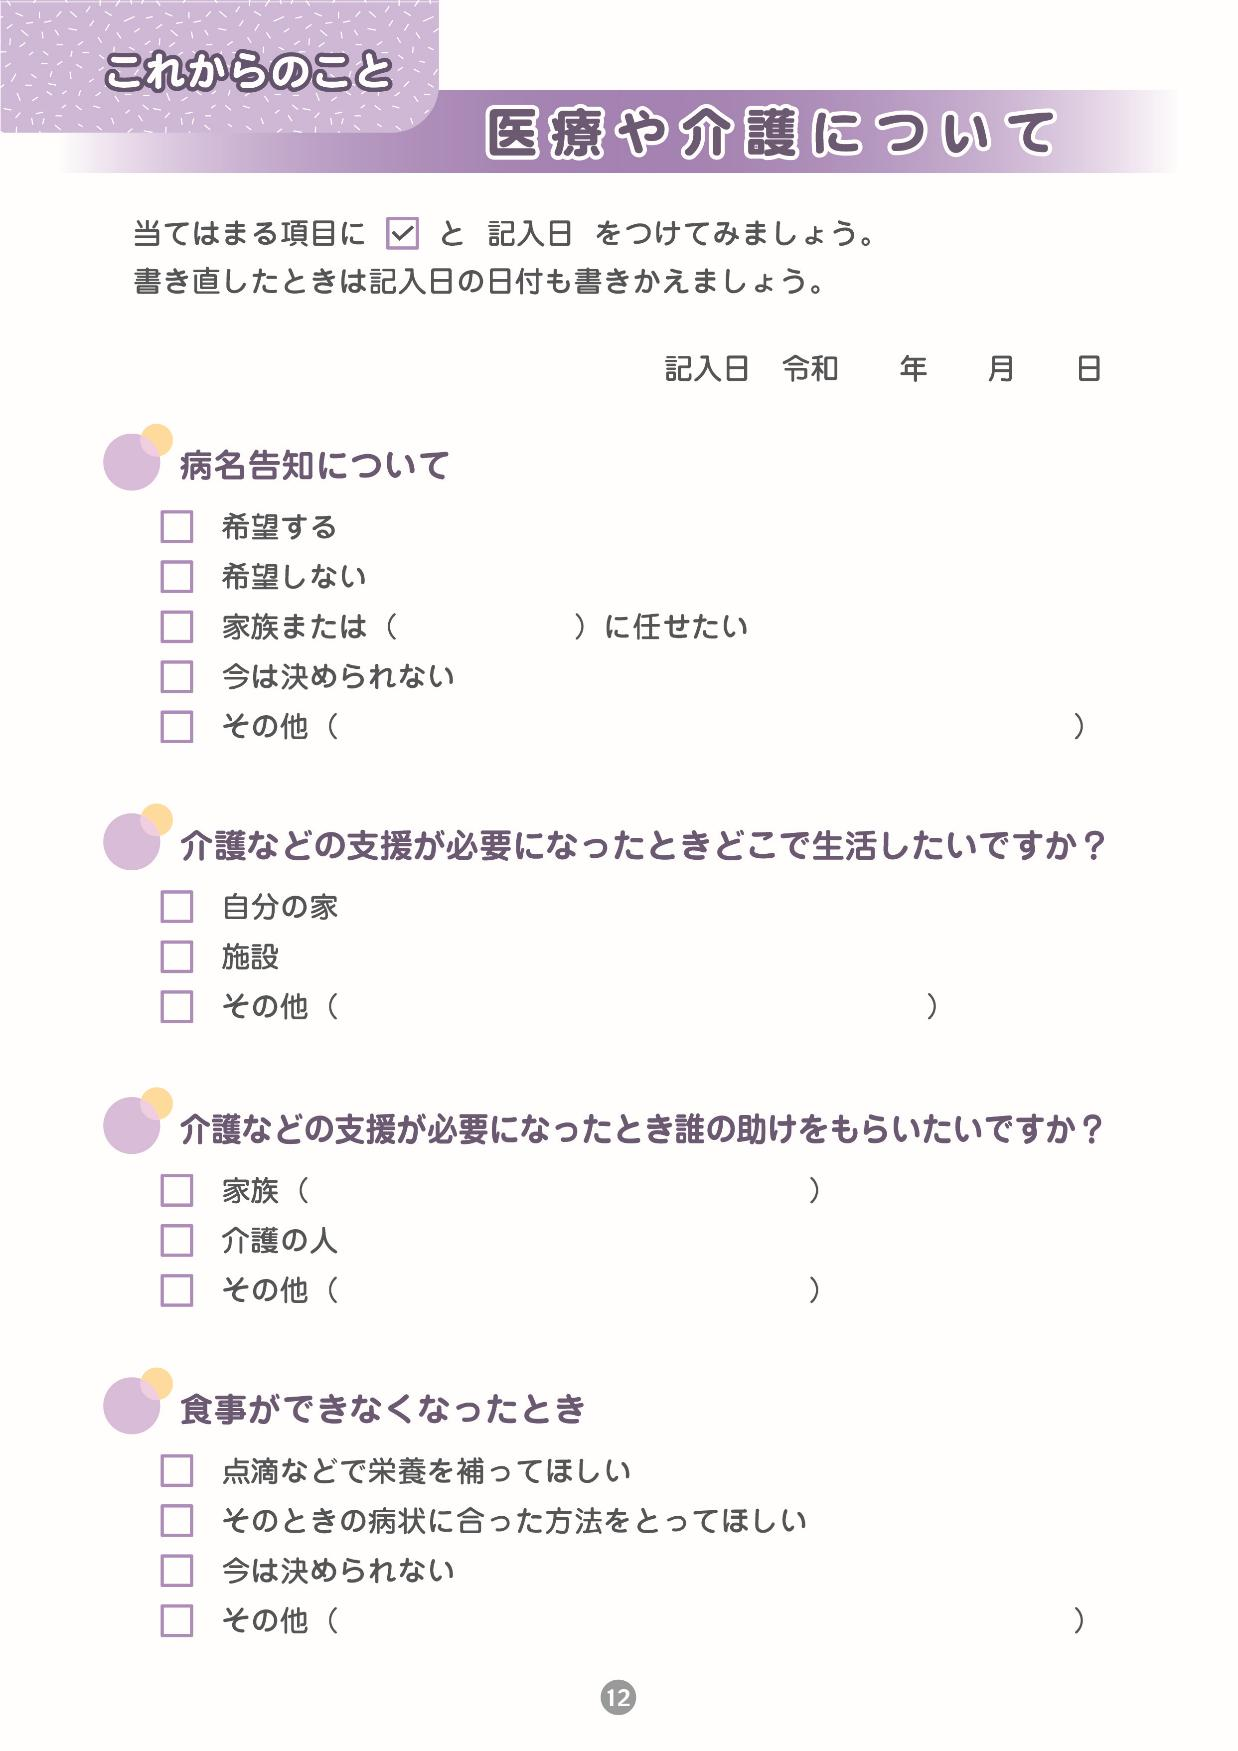 これからのこと
医療や介護について
当てはまる項目に ☑ と 記入日 をつけてみましょう。
書き直したときは記入日の日付も書きかえましょう。
記入日 令和 年 月 日
病名告知について
□ 希望する
□ 希望しない
□ 家族または（ ）に任せたい
□ 今は決められない
□ その他（ ）
介護などの支援が必要になったときどこで生活したいですか？
□ 自分の家
□ 施設
□ その他（ ）
介護などの支援が必要になったとき誰の助けをもらいたいですか？
□ 家族（ ）
□ 介護の人
□ その他（ ）
食事ができなくなったとき
□ 点滴などで栄養を補ってほしい
□ そのときの病状に合った方法をとってほしい
□ 今は決められない
□ その他（ ）
12